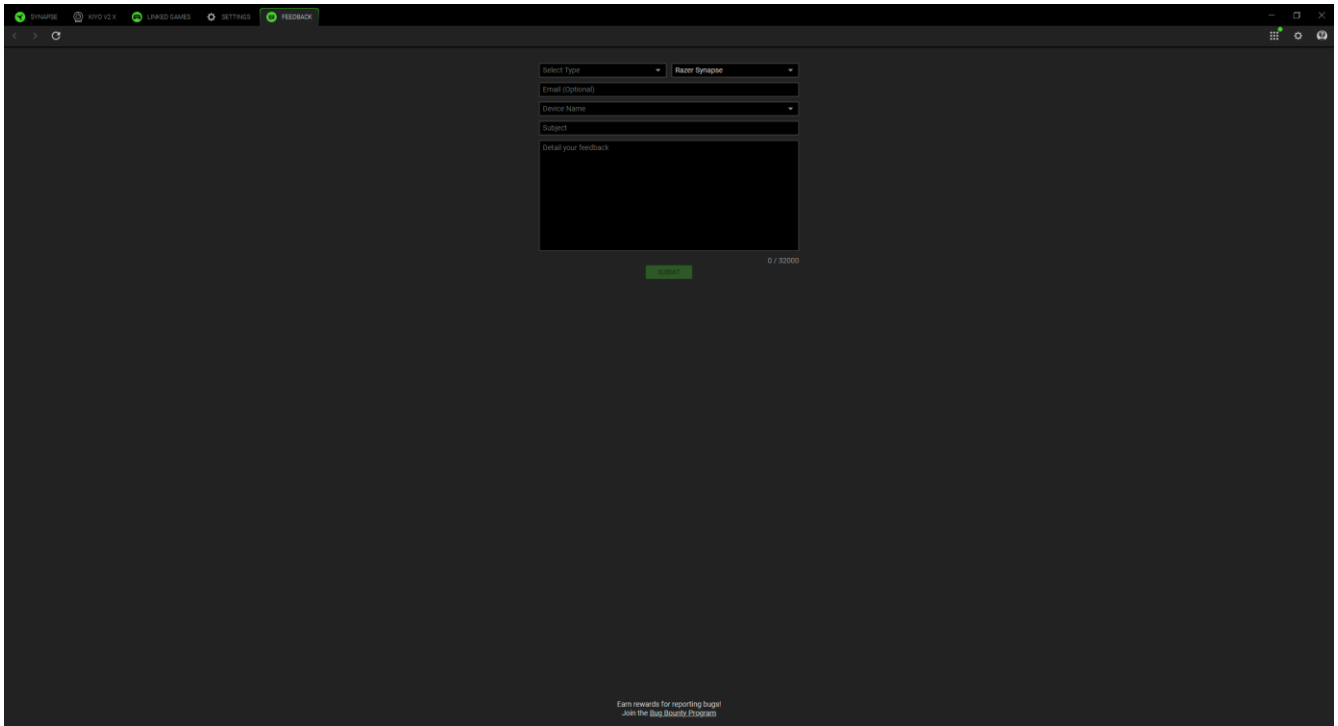 SYNAPSE KIYO V2 X LINKED GAMES SETTINGS FEEDBACK
Select Type Razer Synapse
Email (Optional)
Device Name
Subject
Detail your feedback
0 / 32000
SUBMIT
Earn rewards for reporting bugs!
Join the Bug Bounty Program